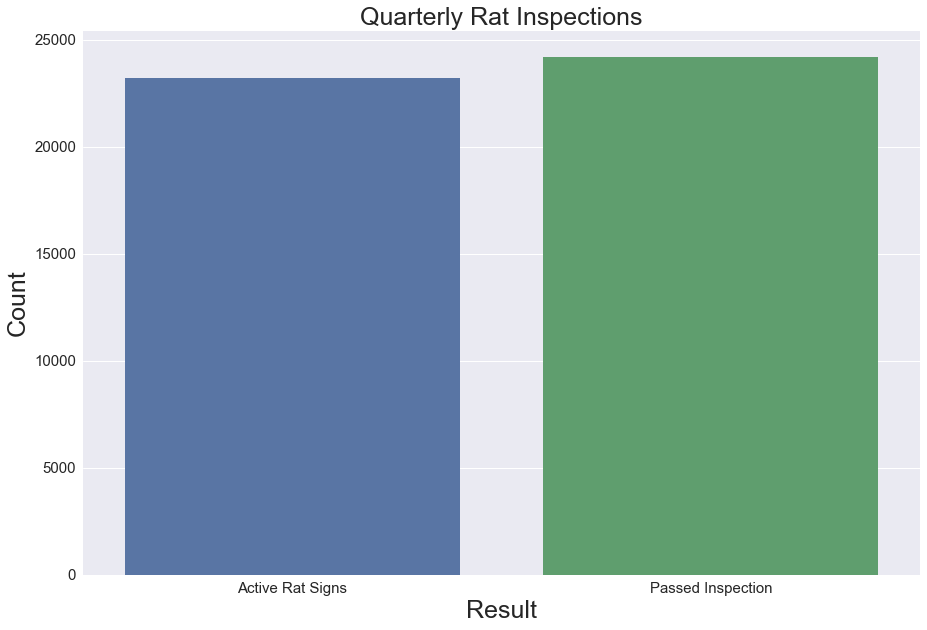 Quarterly Rat Inspections
25000
20000
15000
10000
5000
0
Count
Active Rat Signs
Passed Inspection
Result